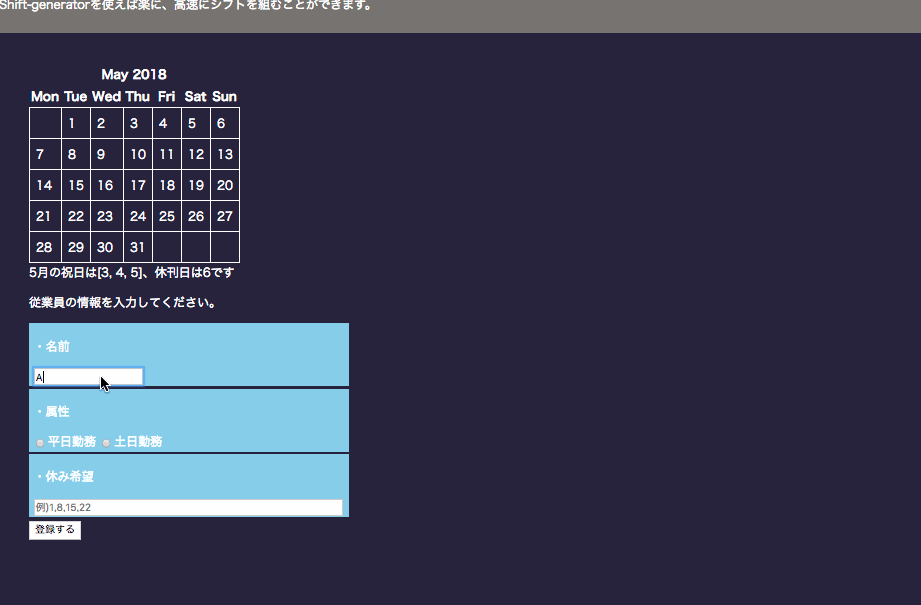 Shift-generatorを使えば楽に、高速にシフトを組むことができます。
May 2018
Mon Tue Wed Thu Fri Sat Sun
1 2 3 4 5 6
7 8 9 10 11 12 13
14 15 16 17 18 19 20
21 22 23 24 25 26 27
28 29 30 31
5月の祝日は[3, 4, 5]、休刊日は6です
従業員の情報を入力してください。
・名前
A
・属性
平日勤務 土日勤務
・休み希望
例)1,8,15,22
登録する